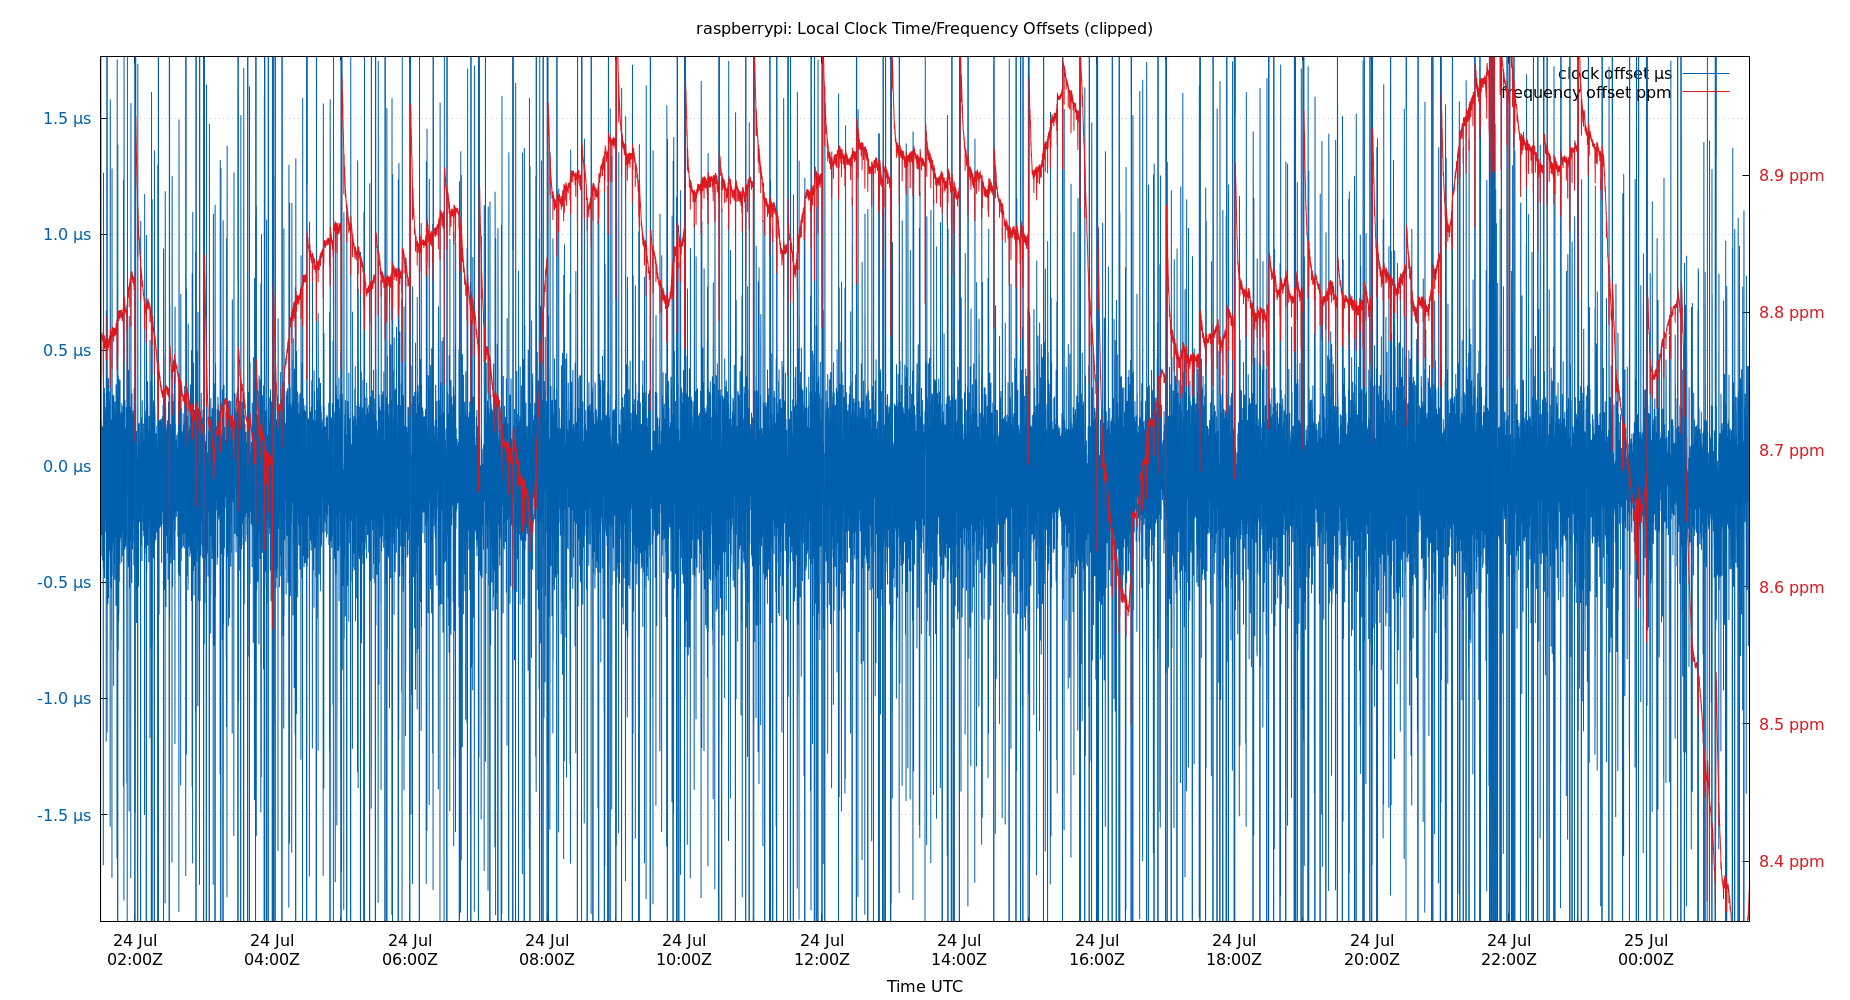 raspberrypi: Local Clock Time/Frequency Offsets (clipped)
clock offset µs
frequency offset ppm
1.5 µs
1.0 µs
0.5 µs
0.0 µs
-0.5 µs
-1.0 µs
-1.5 µs
8.9 ppm
8.8 ppm
8.7 ppm
8.6 ppm
8.5 ppm
8.4 ppm
24 Jul 24 Jul 24 Jul 24 Jul 24 Jul 24 Jul 24 Jul 24 Jul 24 Jul 24 Jul 24 Jul 25 Jul
02:00Z 04:00Z 06:00Z 08:00Z 10:00Z 12:00Z 14:00Z 16:00Z 18:00Z 20:00Z 22:00Z 00:00Z
Time UTC